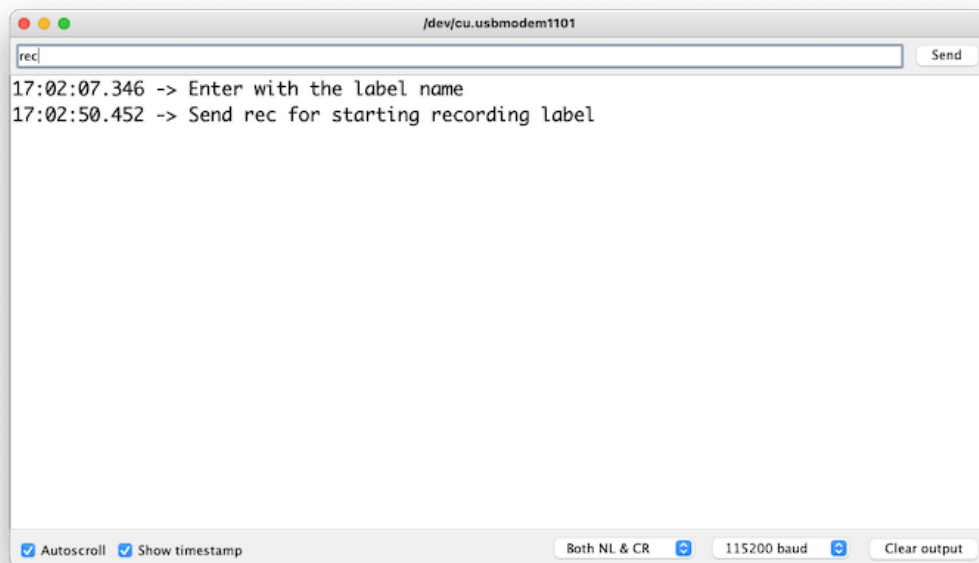 /dev/cu.usbmodem1101
rec
Send
17:02:07.346 -> Enter with the label name
17:02:50.452 -> Send rec for starting recording label
Autoscroll
Show timestamp
Both NL & CR
115200 baud
Clear output